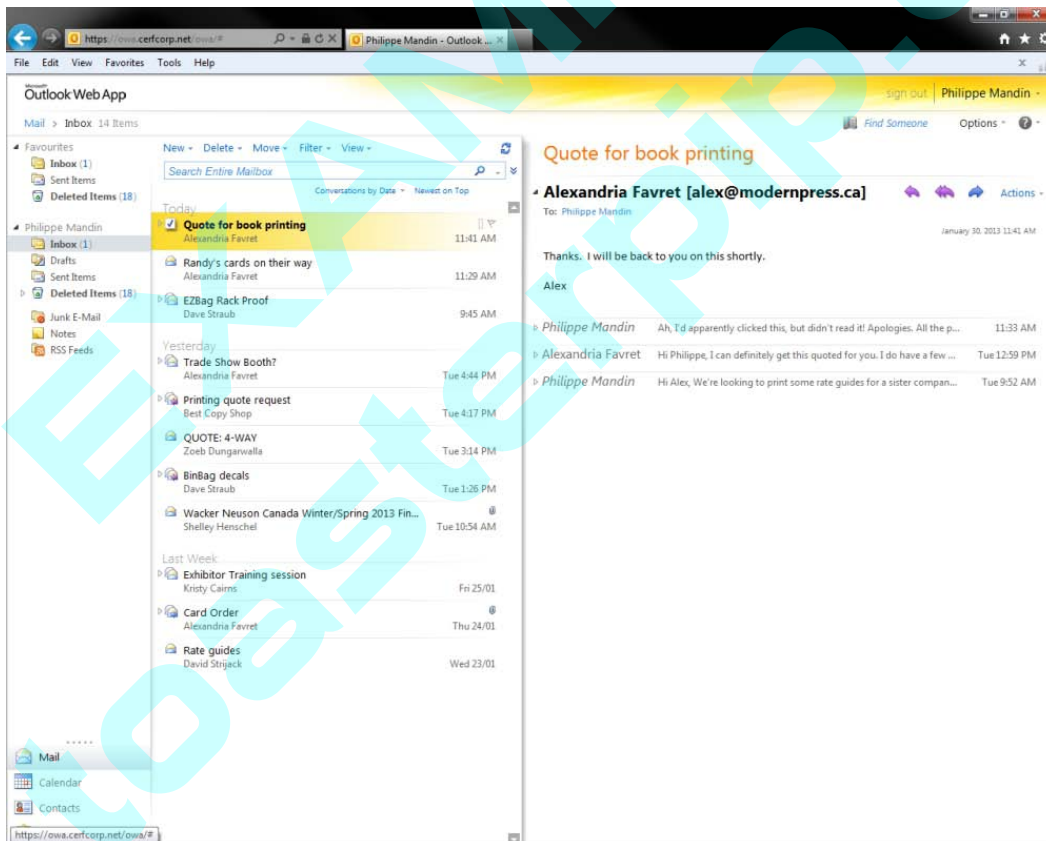 https://owa.cerfcorp.net/owa/#
Philippe Mandin - Outlook ...
File Edit View Favorites Tools Help
Microsoft
Outlook Web App
sign out Philippe Mandin
Mail > Inbox 14 Items
Find Someone Options
Favourites
Inbox (1)
Sent Items
Deleted Items (18)
Philippe Mandin
Inbox (1)
Drafts
Sent Items
Deleted Items (18)
Junk E-Mail
Notes
RSS Feeds
Mail
Calendar
Contacts
https://owa.cerfcorp.net/owa/#
New Delete Move Filter View
Search Entire Mailbox
Conversations by Date Newest on Top
Today
Quote for book printing
Alexandria Favret 11:41 AM
Randy's cards on their way
Alexandria Favret 11:29 AM
EZBag Rack Proof
Dave Straub 9:45 AM
Yesterday
Trade Show Booth?
Alexandria Favret Tue 4:44 PM
Printing quote request
Best Copy Shop Tue 4:17 PM
QUOTE: 4-WAY
Zoeb Dungarwalla Tue 3:14 PM
BinBag decals
Dave Straub Tue 1:26 PM
Wacker Neuson Canada Winter/Spring 2013 Fin...
Shelley Henschel Tue 10:54 AM
Last Week
Exhibitor Training session
Kristy Cairns Fri 25/01
Card Order
Alexandria Favret Thu 24/01
Rate guides
David Strijack Wed 23/01
Quote for book printing
Alexandria Favret [alex@modernpress.ca] Actions
To: Philippe Mandin
January 30, 2013 11:41 AM
Thanks. I will be back to you on this shortly.
Alex
Philippe Mandin Ah, I'd apparently clicked this, but didn't read it! Apologies. All the p... 11:33 AM
Alexandria Favret Hi Philippe, I can definitely get this quoted for you. I do have a few ... Tue 12:59 PM
Philippe Mandin Hi Alex, We're looking to print some rate guides for a sister compan... Tue 9:52 AM